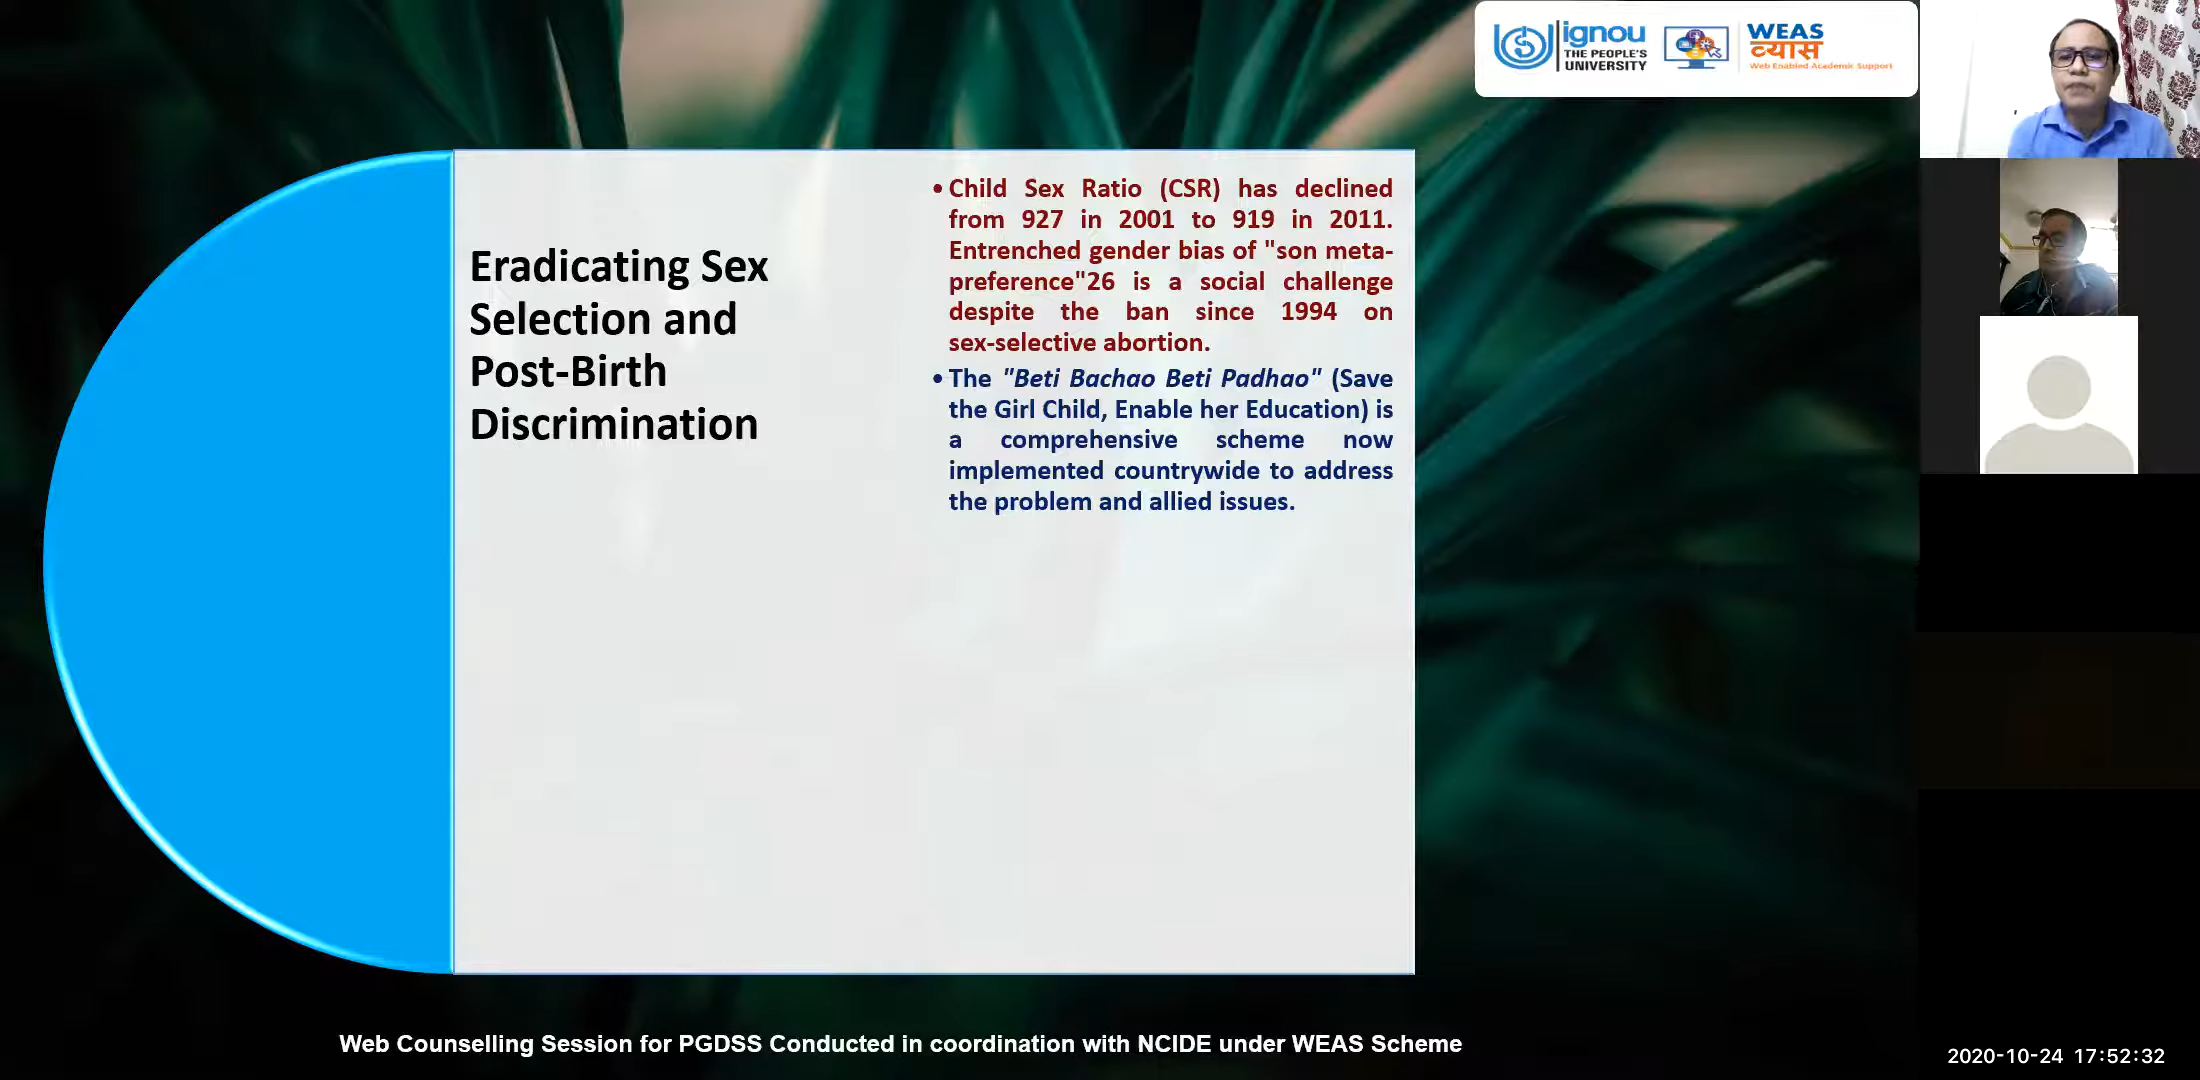 ignou
THE PEOPLE'S
UNIVERSITY
WEAS
व्यास
Web Enabled Academic Support
Eradicating Sex
Selection and
Post-Birth
Discrimination
• Child Sex Ratio (CSR) has declined
from 927 in 2001 to 919 in 2011.
Entrenched gender bias of "son meta-
preference"26 is a social challenge
despite the ban since 1994 on
sex-selective abortion.
• The "Beti Bachao Beti Padhao" (Save
the Girl Child, Enable her Education) is
a comprehensive scheme now
implemented countrywide to address
the problem and allied issues.
Web Counselling Session for PGDSS Conducted in coordination with NCIDE under WEAS Scheme
2020-10-24 17:52:32